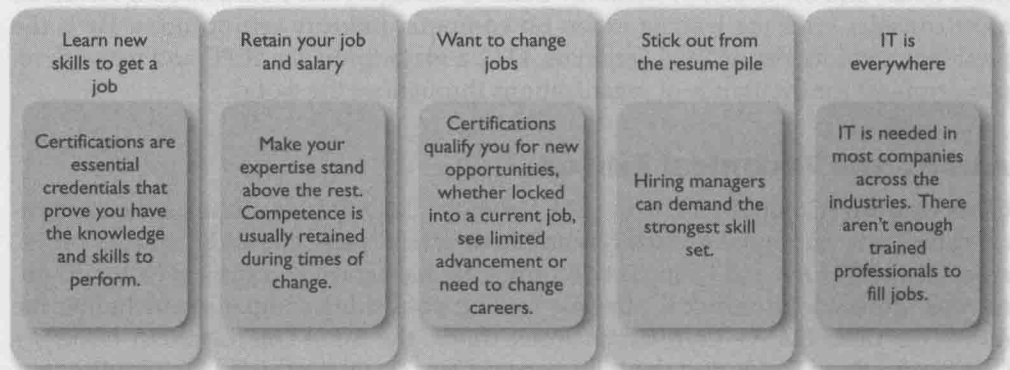 Learn new
skills to get a
job
Certifications are
essential
credentials that
prove you have
the knowledge
and skills to
perform.
Retain your job
and salary
Make your
expertise stand
above the rest.
Competence is
usually retained
during times of
change.
Want to change
jobs
Certifications
qualify you for new
opportunities,
whether locked
into a current job,
see limited
advancement or
need to change
careers.
Stick out from
the resume pile
Hiring managers
can demand the
strongest skill
set.
IT is
everywhere
IT is needed in
most companies
across the
industries. There
aren't enough
trained
professionals to
fill jobs.